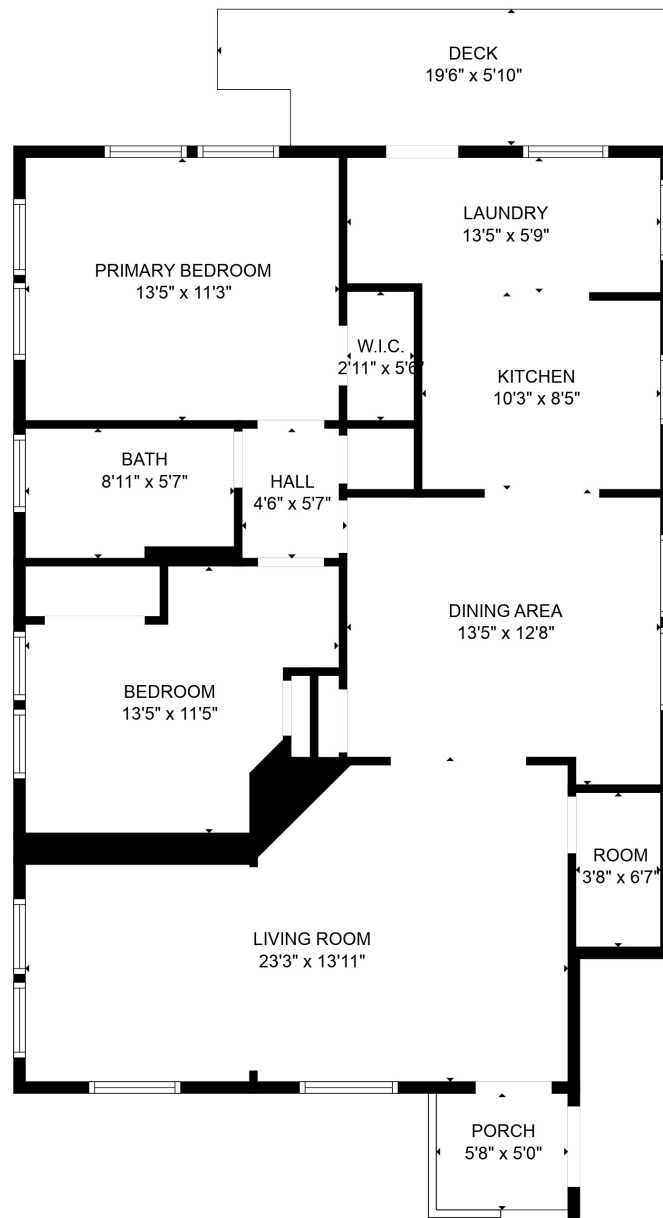 DECK
19'6" x 5'10"
LAUNDRY
13'5" x 5'9"
PRIMARY BEDROOM
13'5" x 11'3"
W.I.C.
2'11" x 5'6"
KITCHEN
10'3" x 8'5"
BATH
8'11" x 5'7"
HALL
4'6" x 5'7"
DINING AREA
13'5" x 12'8"
BEDROOM
13'5" x 11'5"
ROOM
3'8" x 6'7"
LIVING ROOM
23'3" x 13'11"
PORCH
5'8" x 5'0"